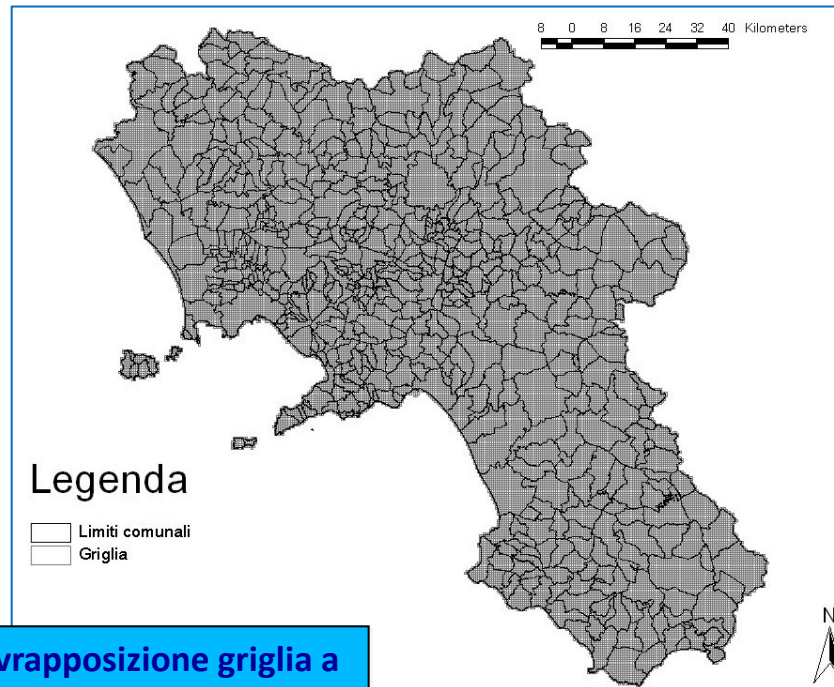 8 0 8 16 24 32 40 Kilometers
Legenda
Limiti comunali
Griglia
N
vrapposizione griglia a